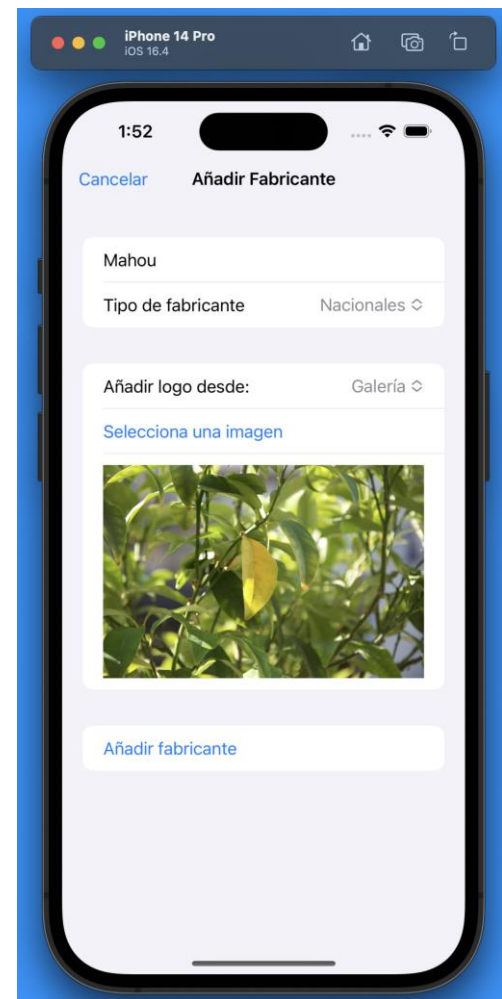 iPhone 14 Pro
iOS 16.4
1:52
Cancelar Añadir Fabricante
Mahou
Tipo de fabricante Nacionales
Añadir logo desde: Galería
Selecciona una imagen
Añadir fabricante